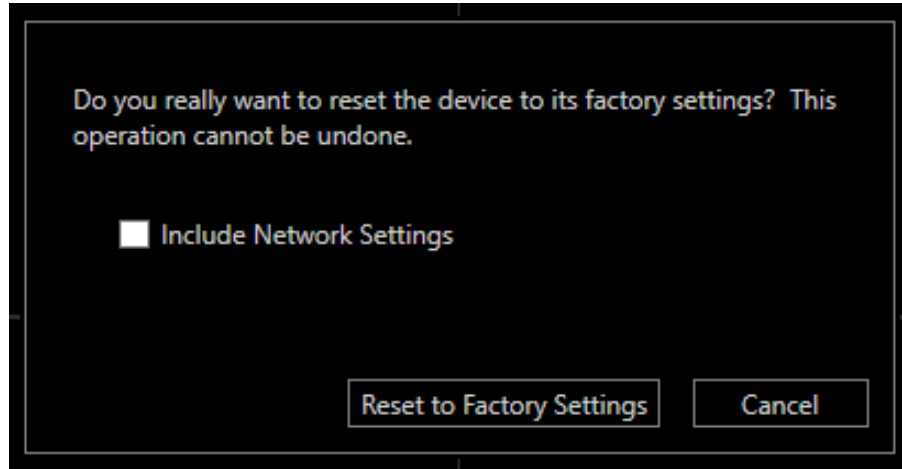 Do you really want to reset the device to its factory settings?  This
operation cannot be undone.
Include Network Settings
Reset to Factory Settings
Cancel